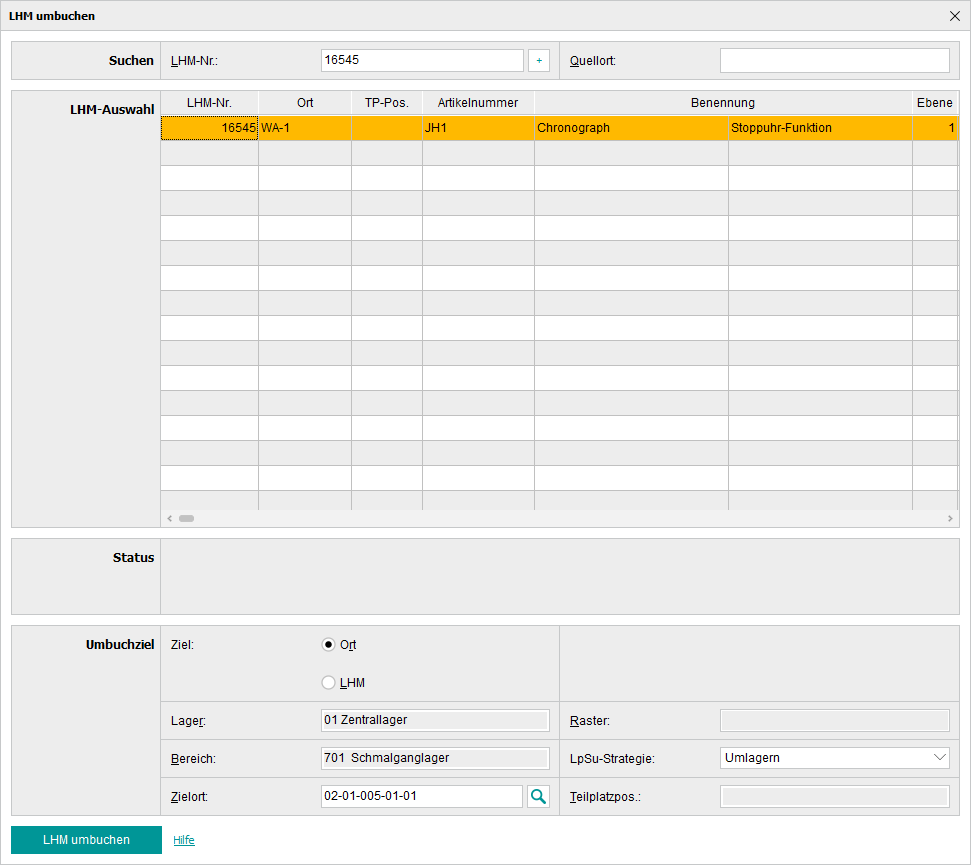 LHM umbuchen
Suchen LHM-Nr.: 16545 + Quellort:
LHM-Auswahl LHM-Nr. Ort TP-Pos. Artikelnummer Benennung Ebene
16545 WA-1 JH1 Chronograph Stoppuhr-Funktion 1
Status
Umbuchziel Ziel: Ort
LHM
Lager: 01 Zentrallager Raster:
Bereich: 701 Schmalganglager LpSu-Strategie: Umlagern
Zielort: 02-01-005-01-01 Teilplatzpos.:
LHM umbuchen Hilfe